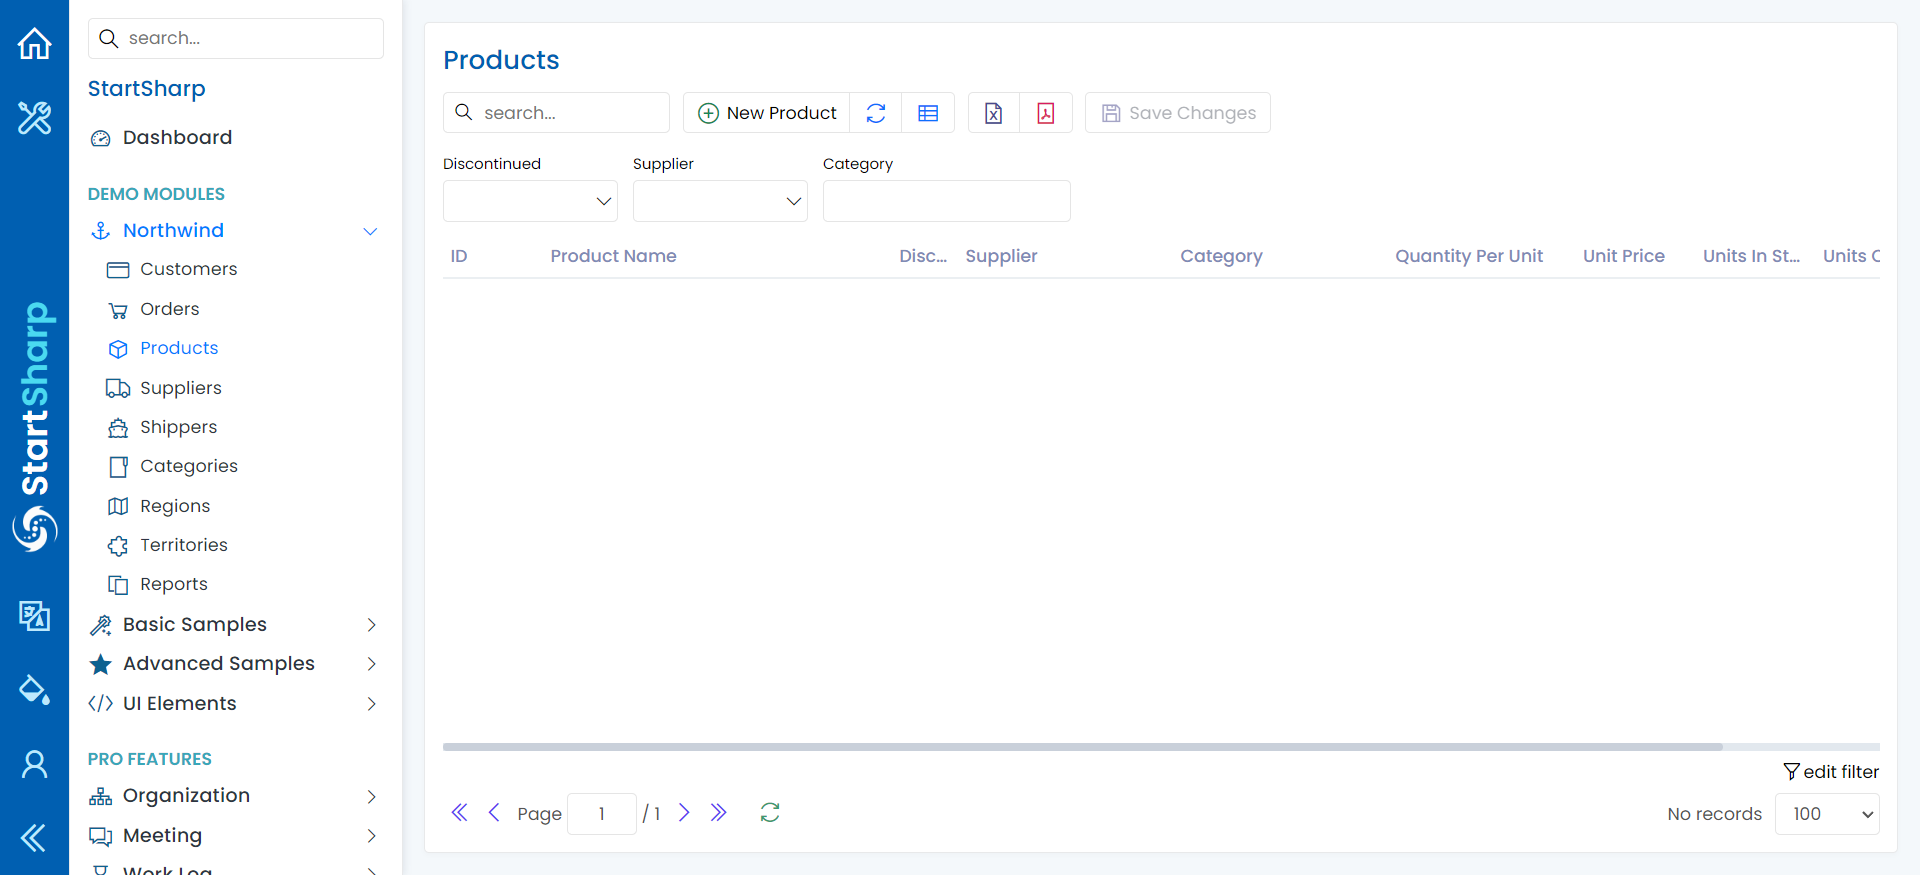 StartSharp
search...
StartSharp
Dashboard
DEMO MODULES
Northwind
Customers
Orders
Products
Suppliers
Shippers
Categories
Regions
Territories
Reports
Basic Samples
Advanced Samples
UI Elements
PRO FEATURES
Organization
Meeting
Work Log
Products
search...
New Product
Save Changes
Discontinued
Supplier
Category
ID
Product Name
Disc...
Supplier
Category
Quantity Per Unit
Unit Price
Units In St...
Units
edit filter
Page 1 / 1
No records
100